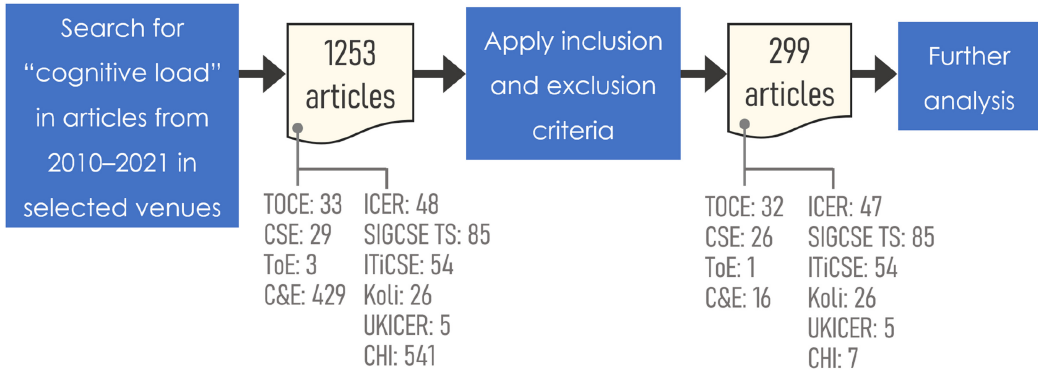 Search for
“cognitive load”
in articles from
2010–2021 in
selected venues
1253
articles
TOCE: 33
CSE: 29
ToE: 3
C&E: 429
ICER: 48
SIGCSE TS: 85
ITiCSE: 54
Koli: 26
UKICER: 5
CHI: 541
Apply inclusion
and exclusion
criteria
299
articles
TOCE: 32
CSE: 26
ToE: 1
C&E: 16
ICER: 47
SIGCSE TS: 85
ITiCSE: 54
Koli: 26
UKICER: 5
CHI: 7
Further
analysis